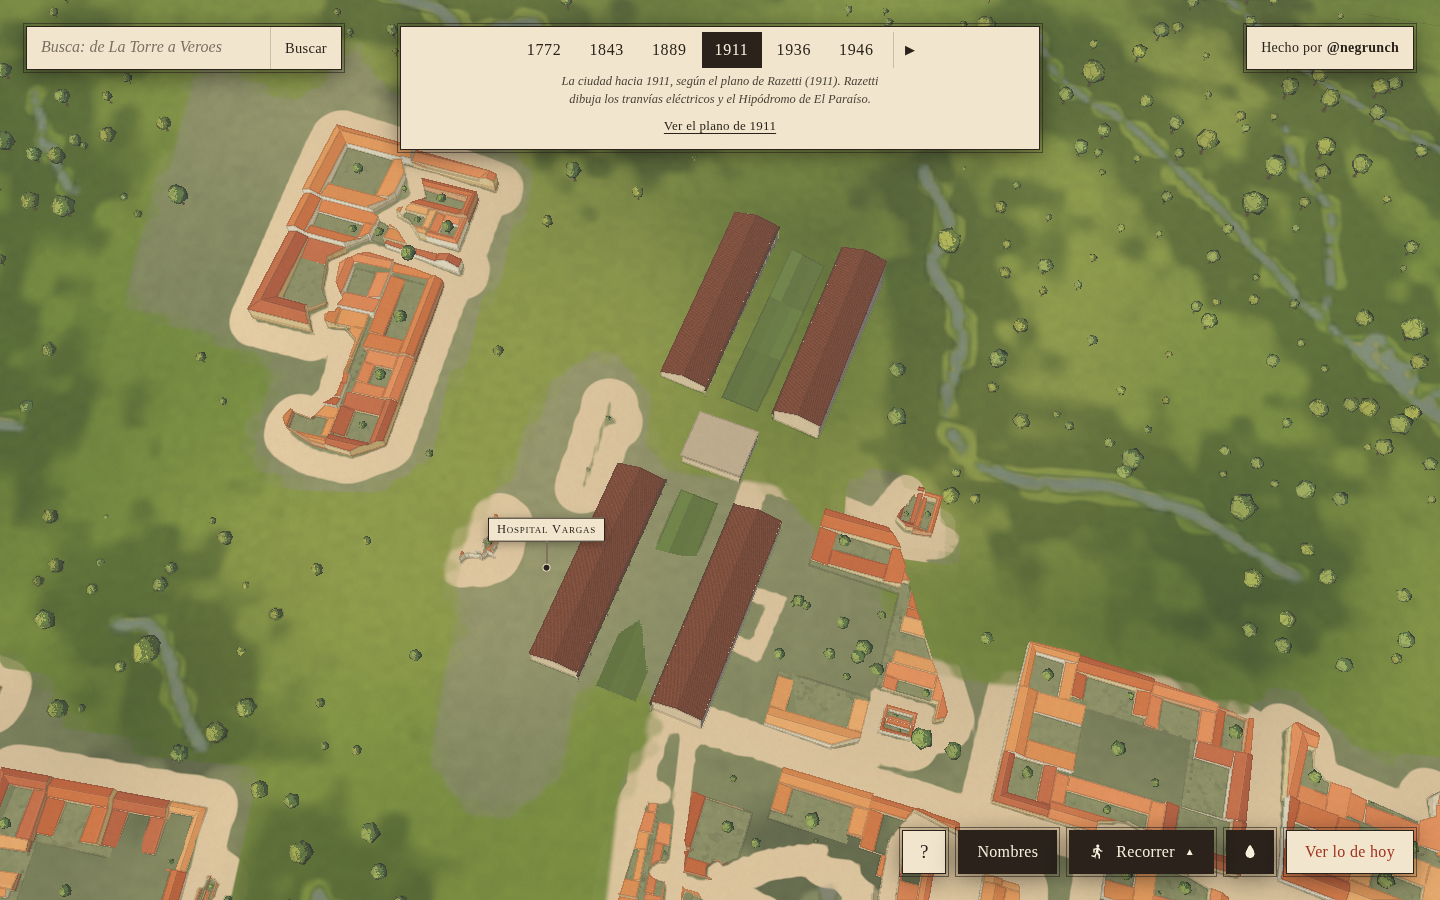 Busca: de La Torre a Veroes
Buscar
1772 1843 1889 1911 1936 1946 ▶
La ciudad hacia 1911, según el plano de Razetti (1911). Razetti
dibuja los tranvías eléctricos y el Hipódromo de El Paraíso.
Ver el plano de 1911
Hecho por @negrunch
Hospital Vargas
?
Nombres
Recorrer ▲
Ver lo de hoy